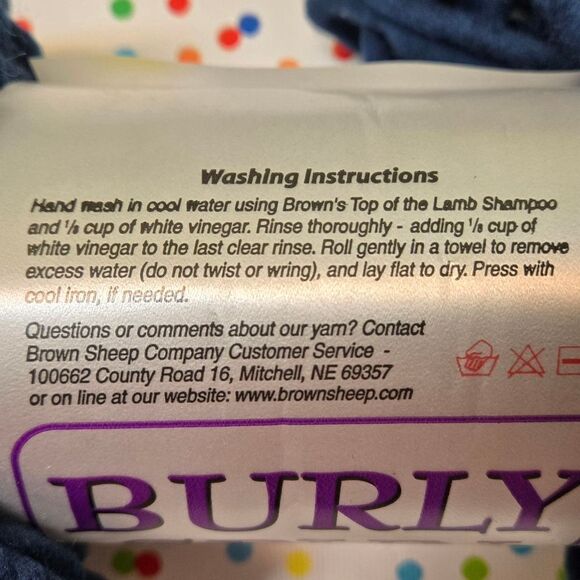 Washing Instructions
Hand wash in cool water using Brown's Top of the Lamb Shampoo
and ⅛ cup of white vinegar. Rinse thoroughly - adding ⅛ cup of
white vinegar to the last clear rinse. Roll gently in a towel to remove
excess water (do not twist or wring), and lay flat to dry. Press with
cool iron, if needed.
Questions or comments about our yarn? Contact
Brown Sheep Company Customer Service -
100662 County Road 16, Mitchell, NE 69357
or on line at our website: www.brownsheep.com
BURLY